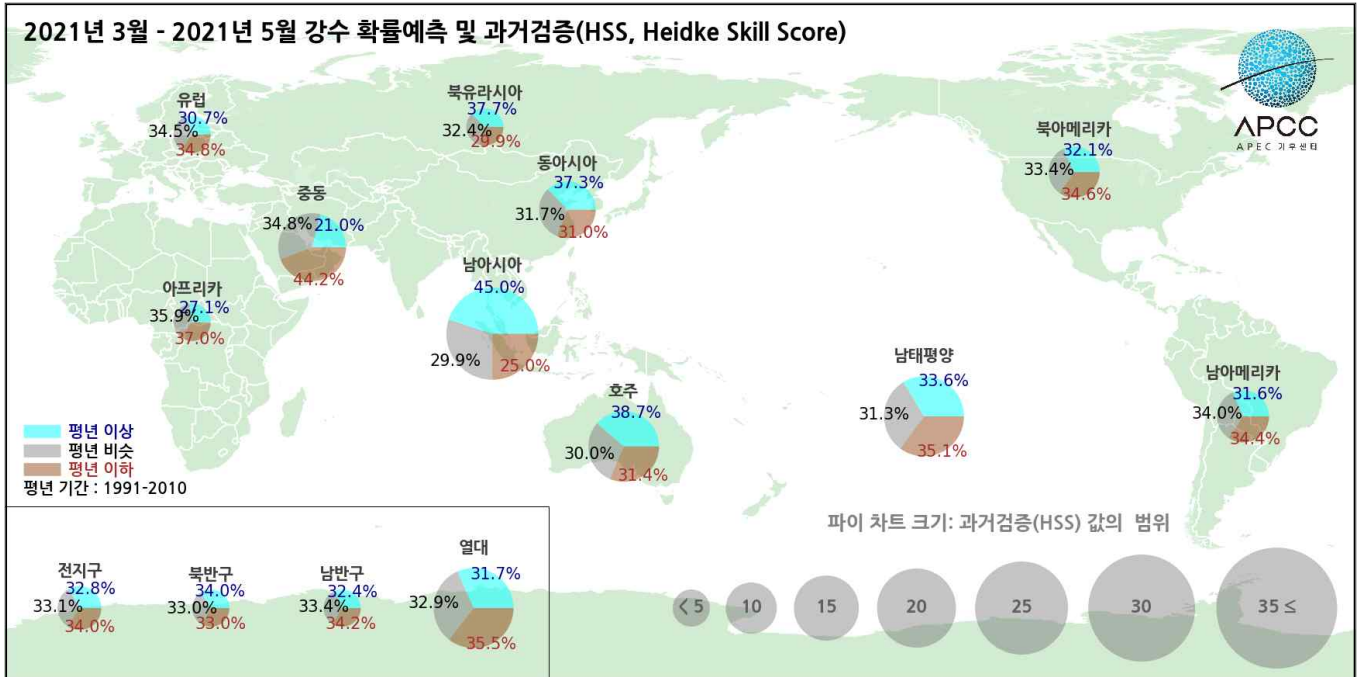 2021년 3월 - 2021년 5월 강수 확률예측 및 과거검증(HSS, Heidke Skill Score)
APCC
APEC 기후센터
유럽
30.7%
34.5%
34.8%
북유라시아
37.7%
32.4%
29.9%
북아메리카
32.1%
33.4%
34.6%
동아시아
37.3%
31.7%
31.0%
중동
34.8%
21.0%
44.2%
남아시아
45.0%
29.9%
25.0%
아프리카
27.1%
35.9%
37.0%
남태평양
33.6%
31.3%
35.1%
남아메리카
31.6%
34.0%
34.4%
호주
38.7%
30.0%
31.4%
평년 이상
평년 비슷
평년 이하
평년 기간 : 1991-2010
파이 차트 크기: 과거검증(HSS) 값의 범위
전지구
32.8%
33.1%
34.0%
북반구
34.0%
33.0%
33.0%
남반구
32.4%
33.4%
34.2%
열대
31.7%
32.9%
35.5%
< 5 10 15 20 25 30 35 ≤